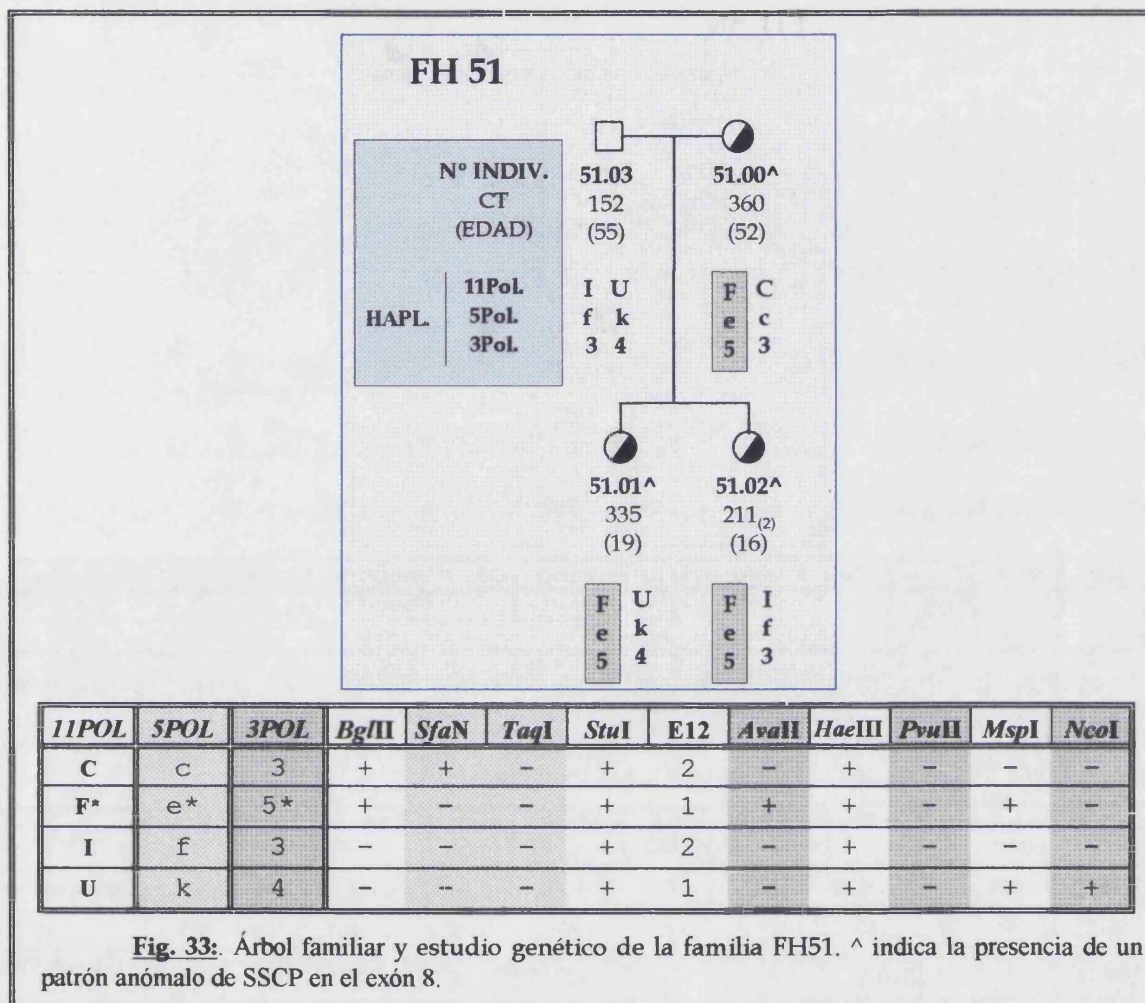 FH 51
Nº INDIV. 51.03 51.00^
CT 152 360
(EDAD) (55) (52)
11Pol. I U F C
HAPL. 5Pol. f k e c
3Pol. 3 4 5 3
51.01^ 51.02^
335 211(2)
(19) (16)
F U F I
e k e f
5 4 5 3
11POL 5POL 3POL BglII SfaN TaqI StuI E12 AvaII HaeIII PvuII MspI NcoI
C c 3 + + − + 2 − + − − −
F* e* 5* + − − + 1 + + − + −
I f 3 − − − + 2 − + − − −
U k 4 − − − + 1 − + − + +
Fig. 33:. Árbol familiar y estudio genético de la familia FH51. ^ indica la presencia de un
patrón anómalo de SSCP en el exón 8.